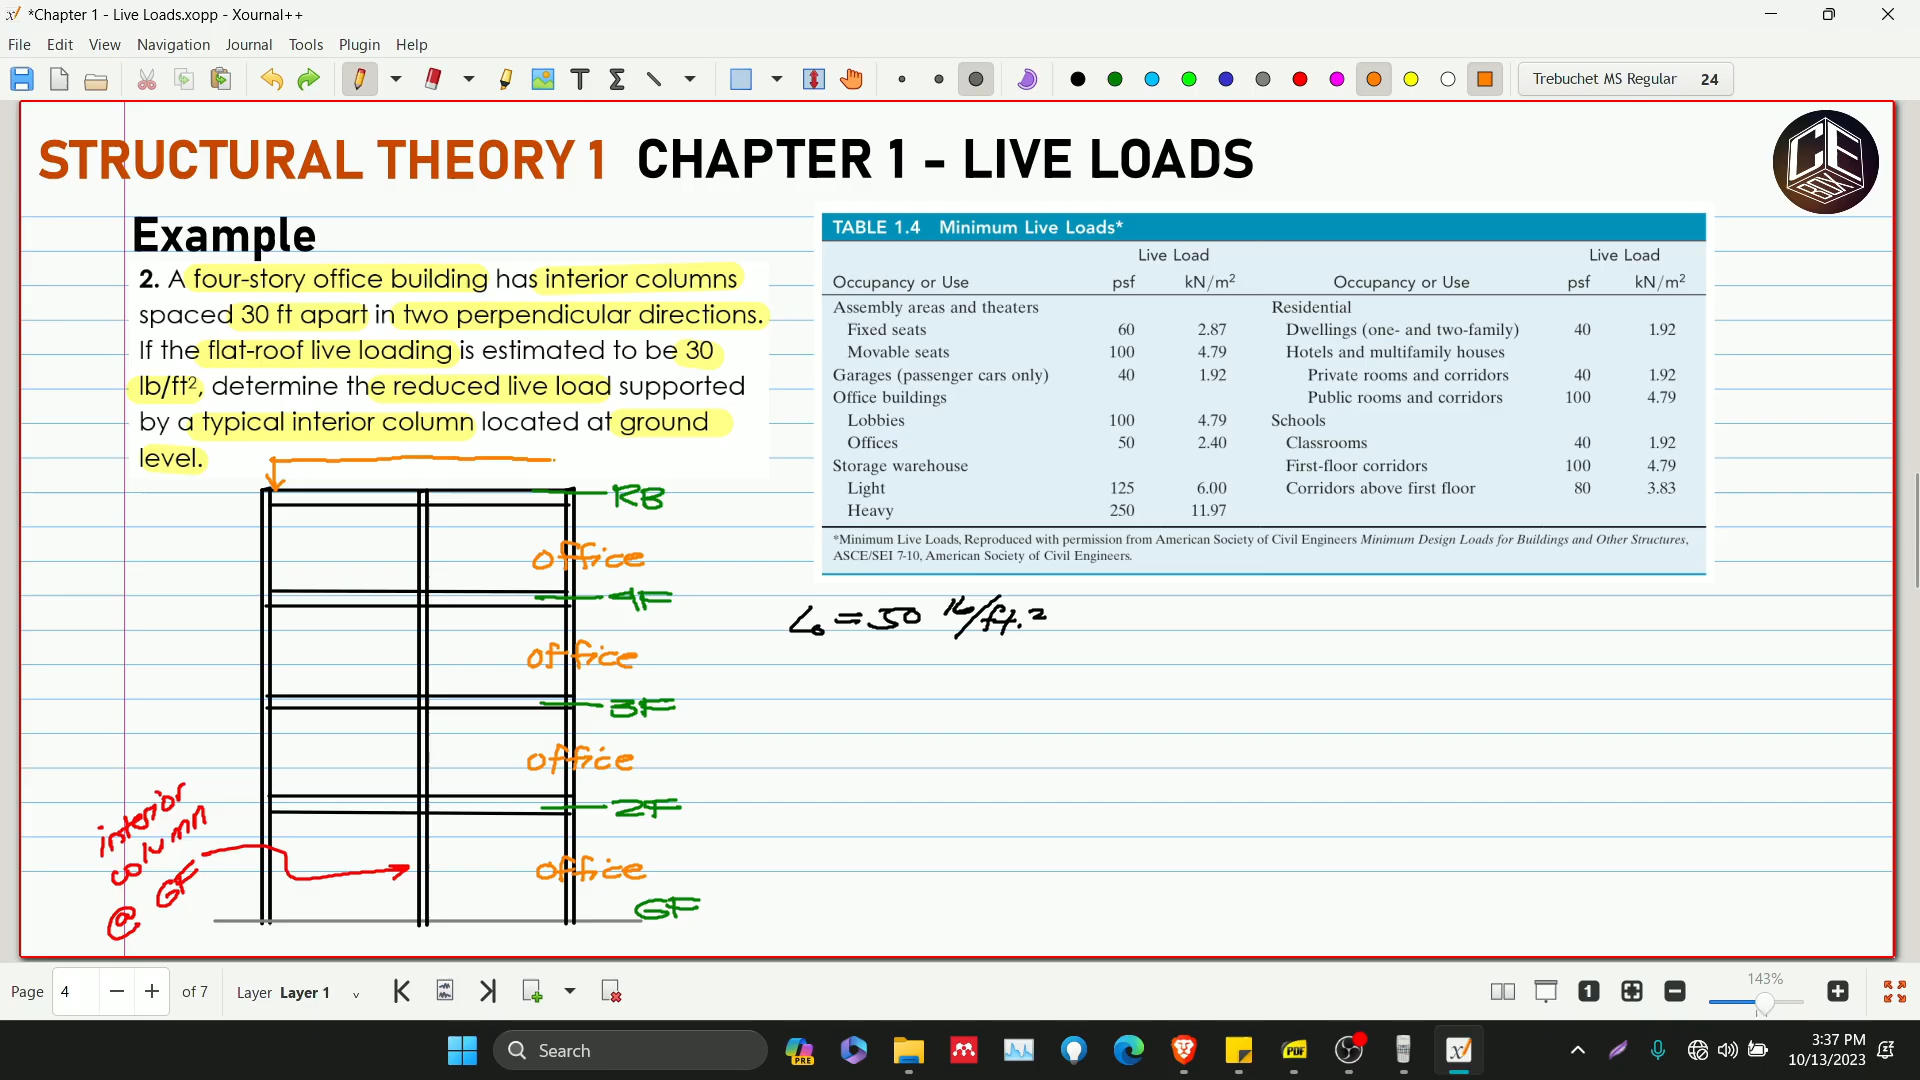 *Chapter 1 - Live Loads.xopp - Xournal++
File Edit View Navigation Journal Tools Plugin Help
Trebuchet MS Regular 24
STRUCTURAL THEORY 1 CHAPTER 1 - LIVE LOADS
CE BOX
Example
2. A four-story office building has interior columns
spaced 30 ft apart in two perpendicular directions.
If the flat-roof live loading is estimated to be 30
lb/ft², determine the reduced live load supported
by a typical interior column located at ground
level.
TABLE 1.4 Minimum Live Loads*
Live Load Live Load
Occupancy or Use psf kN/m² Occupancy or Use psf kN/m²
Assembly areas and theaters Residential
Fixed seats 60 2.87 Dwellings (one- and two-family) 40 1.92
Movable seats 100 4.79 Hotels and multifamily houses
Garages (passenger cars only) 40 1.92 Private rooms and corridors 40 1.92
Office buildings Public rooms and corridors 100 4.79
Lobbies 100 4.79 Schools
Offices 50 2.40 Classrooms 40 1.92
Storage warehouse First-floor corridors 100 4.79
Light 125 6.00 Corridors above first floor 80 3.83
Heavy 250 11.97
*Minimum Live Loads, Reproduced with permission from American Society of Civil Engineers Minimum Design Loads for Buildings and Other Structures,
ASCE/SEI 7-10, American Society of Civil Engineers.
L₀ = 50 lb/ft.²
RB
office
4F
office
3F
office
2F
office
GF
interior
column
@ GF
Page 4 of 7 Layer Layer 1
143%
Search
PRE
PDF
3:37 PM
10/13/2023